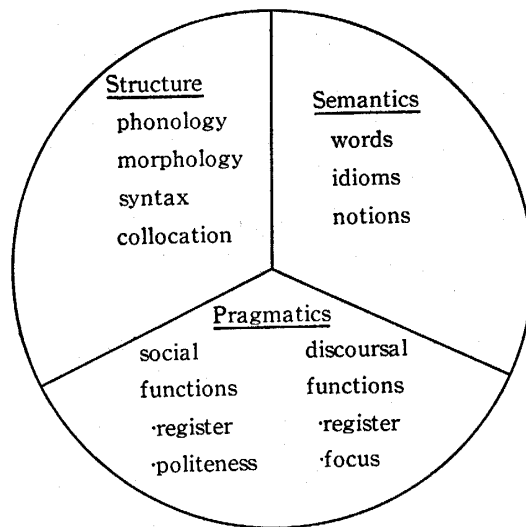 Structure
phonology
morphology
syntax
collocation
Semantics
words
idioms
notions
Pragmatics
social
functions
·register
·politeness
discoursal
functions
·register
·focus